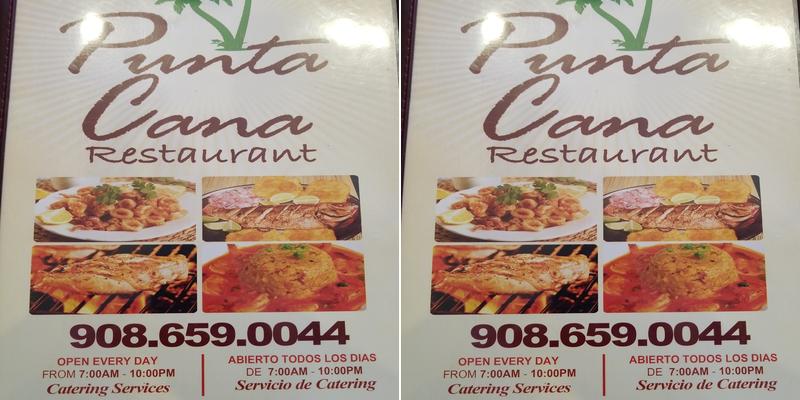 Punta
Cana
Restaurant
908.659.0044
OPEN EVERY DAY
FROM 7:00AM - 10:00PM
Catering Services
ABIERTO TODOS LOS DIAS
DE 7:00AM - 10:00PM
Servicio de Catering
Punta
Cana
Restaurant
908.659.0044
OPEN EVERY DAY
FROM 7:00AM - 10:00PM
Catering Services
ABIERTO TODOS LOS DIAS
DE 7:00AM - 10:00PM
Servicio de Catering